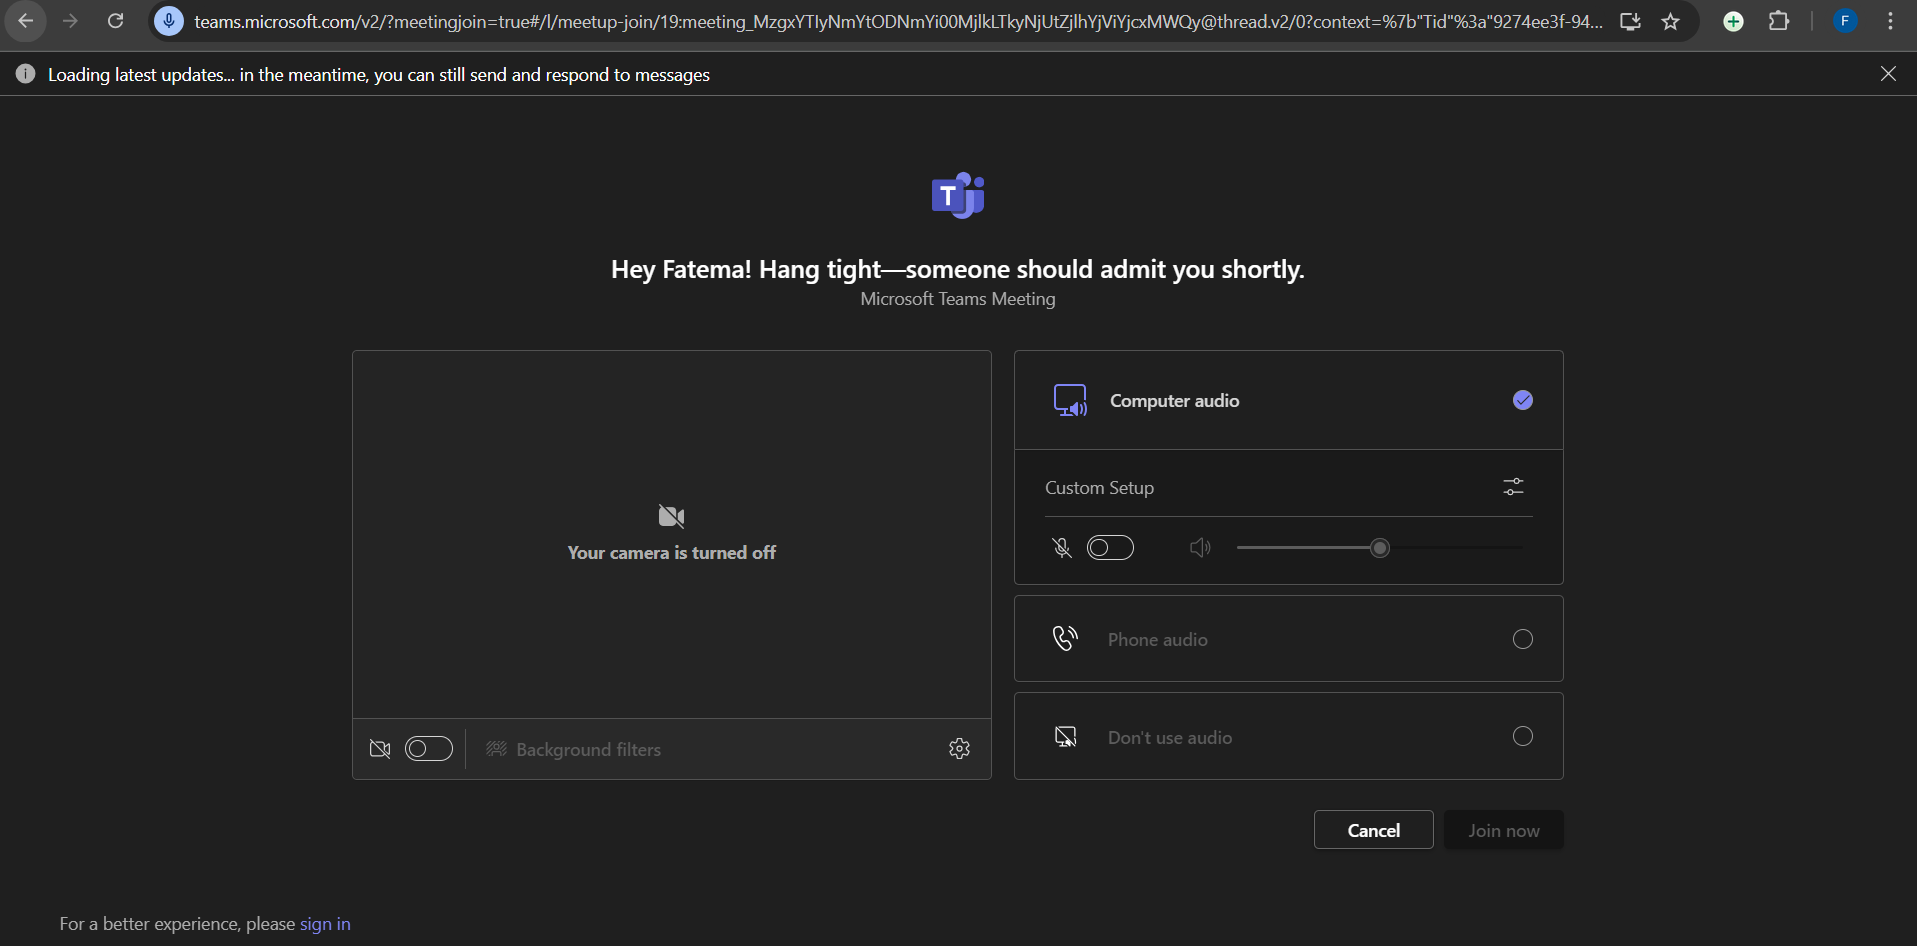 teams.microsoft.com/v2/?meetingjoin=true#/l/meetup-join/19:meeting_MzgxYTIyNmYtODNmYi00MjlkLTkyNjUtZjlhYjViYjcxMWQy@thread.v2/0?context=%7b"Tid"%3a"9274ee3f-94...
F
Loading latest updates... in the meantime, you can still send and respond to messages
T
Hey Fatema! Hang tight—someone should admit you shortly.
Microsoft Teams Meeting
Computer audio
Custom Setup
Your camera is turned off
Phone audio
Background filters
Don't use audio
Cancel
Join now
For a better experience, please sign in